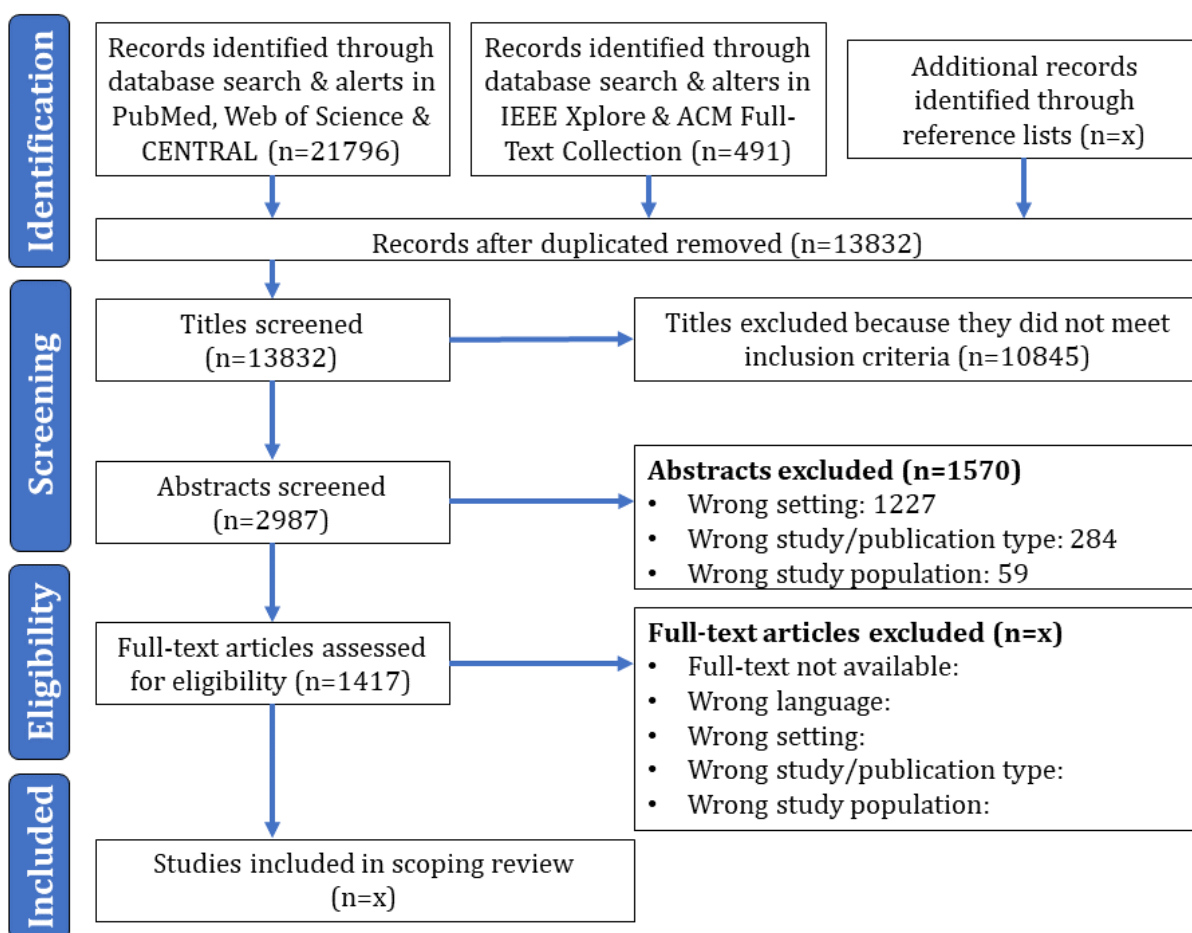 Identification
Records identified through
database search & alerts in
PubMed, Web of Science &
CENTRAL (n=21796)
Records identified through
database search & alters in
IEEE Xplore & ACM Full-
Text Collection (n=491)
Additional records
identified through
reference lists (n=x)
Records after duplicated removed (n=13832)
Screening
Titles screened
(n=13832)
Titles excluded because they did not meet
inclusion criteria (n=10845)
Abstracts screened
(n=2987)
Abstracts excluded (n=1570)
• Wrong setting: 1227
• Wrong study/publication type: 284
• Wrong study population: 59
Eligibility
Full-text articles assessed
for eligibility (n=1417)
Full-text articles excluded (n=x)
• Full-text not available:
• Wrong language:
• Wrong setting:
• Wrong study/publication type:
• Wrong study population:
Included
Studies included in scoping review
(n=x)